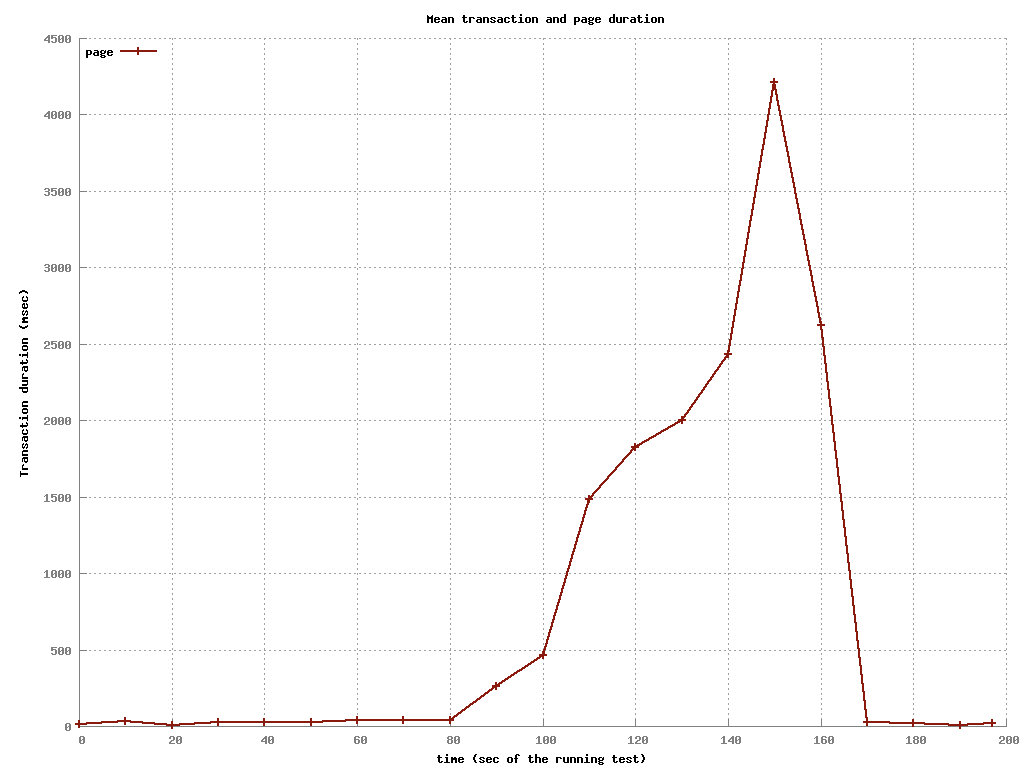 Mean transaction and page duration
4500
page
4000
3500
3000
2500
2000
1500
1000
500
0
Transaction duration (msec)
0 20 40 60 80 100 120 140 160 180 200
time (sec of the running test)